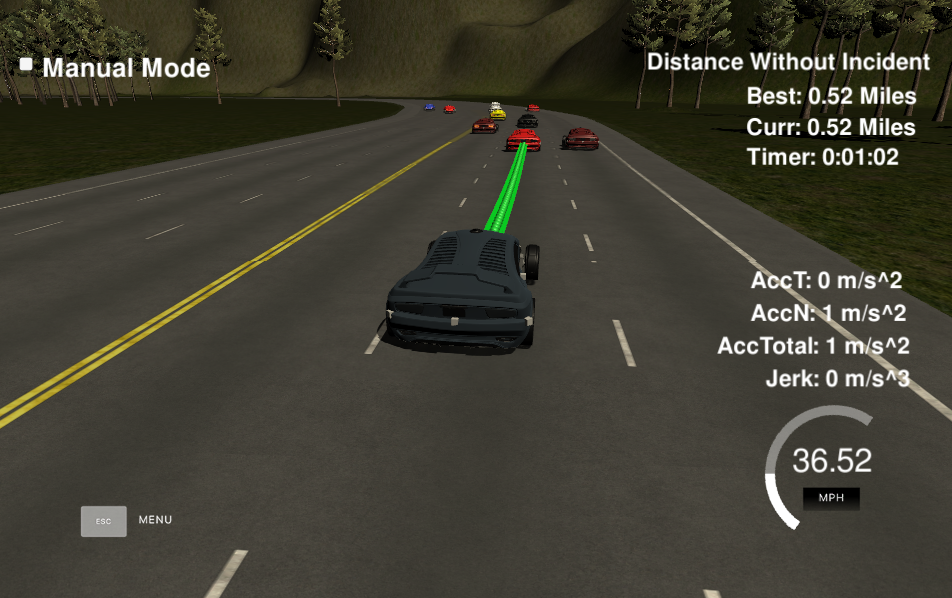 Manual Mode
Distance Without Incident
Best: 0.52 Miles
Curr: 0.52 Miles
Timer: 0:01:02
AccT: 0 m/s^2
AccN: 1 m/s^2
AccTotal: 1 m/s^2
Jerk: 0 m/s^3
36.52
MPH
ESC MENU